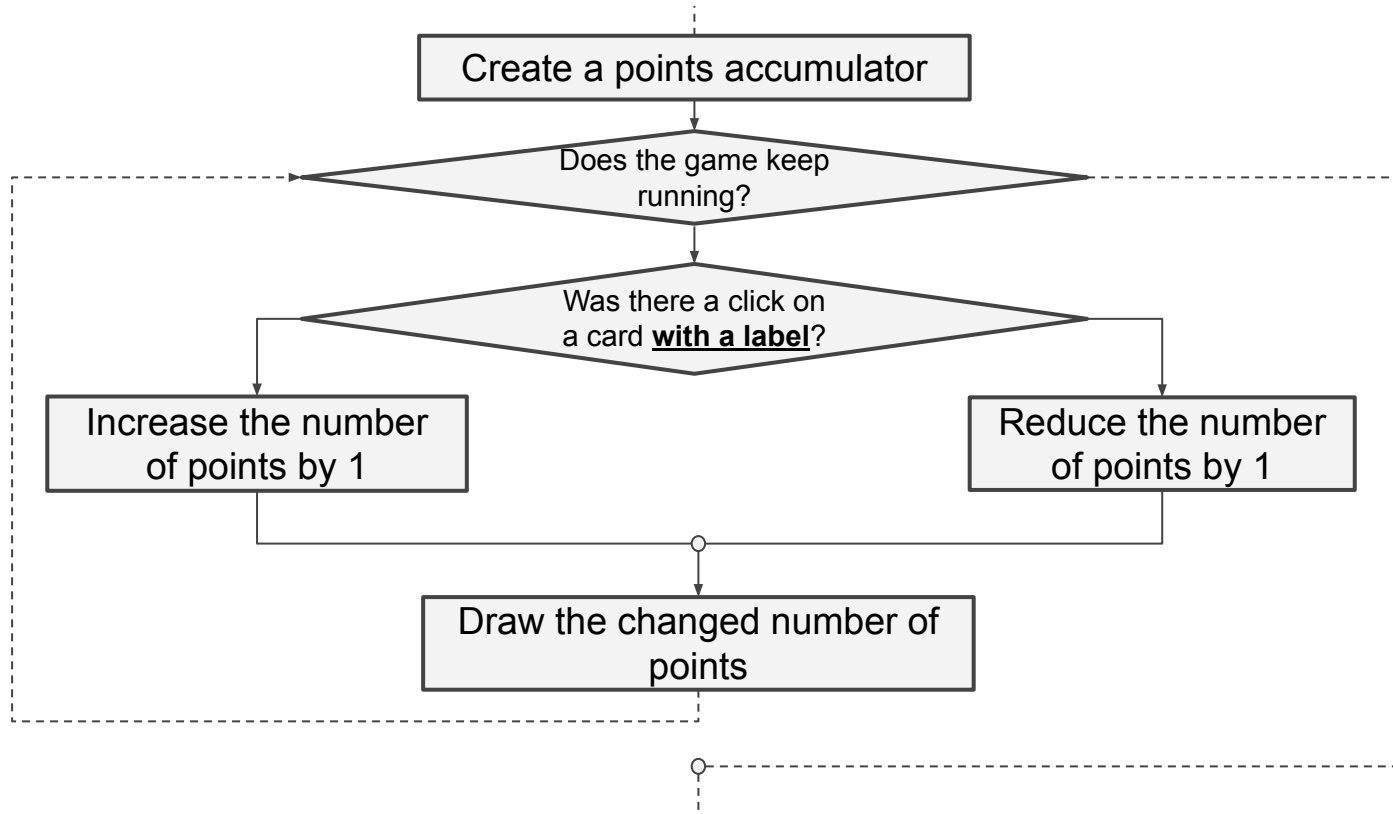 Create a points accumulator
Does the game keep
running?
Was there a click on
a card with a label?
Increase the number
of points by 1
Reduce the number
of points by 1
Draw the changed number of
points